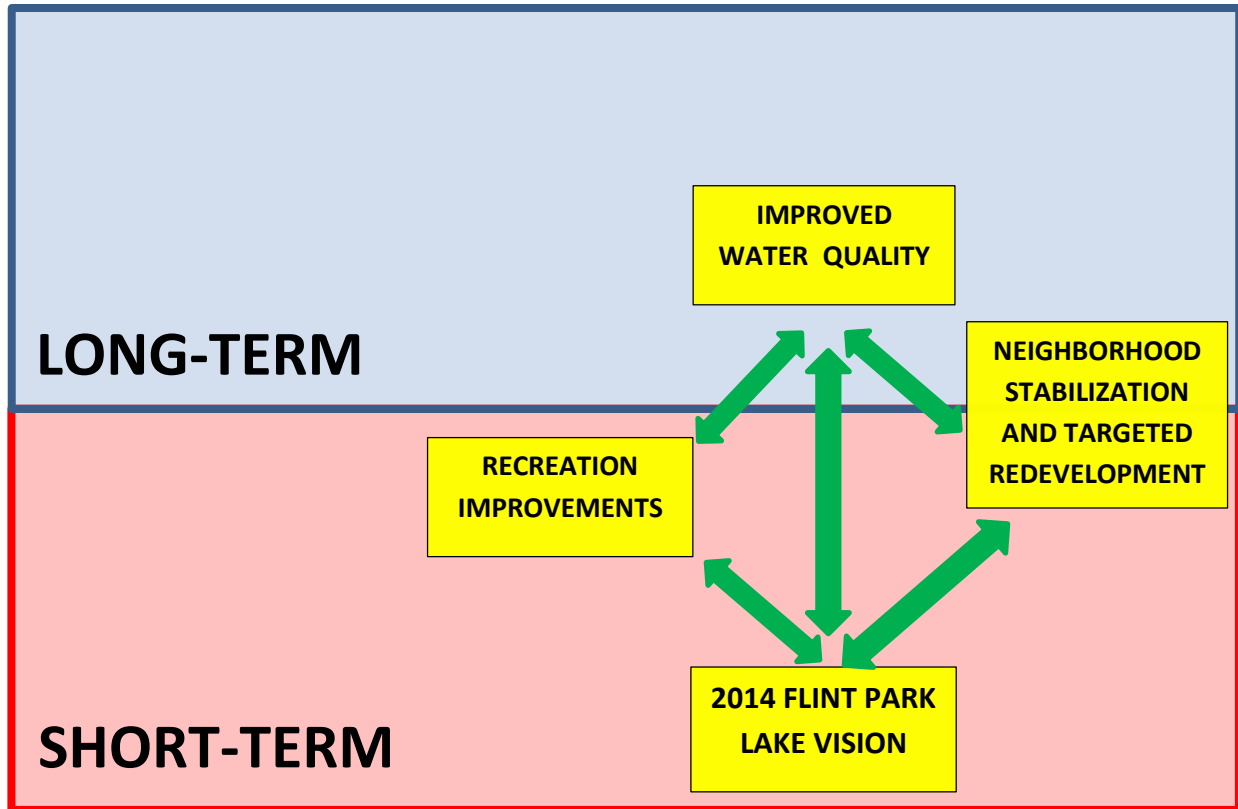 IMPROVED
WATER QUALITY
LONG-TERM
NEIGHBORHOOD
STABILIZATION
AND TARGETED
REDEVELOPMENT
RECREATION
IMPROVEMENTS
2014 FLINT PARK
LAKE VISION
SHORT-TERM